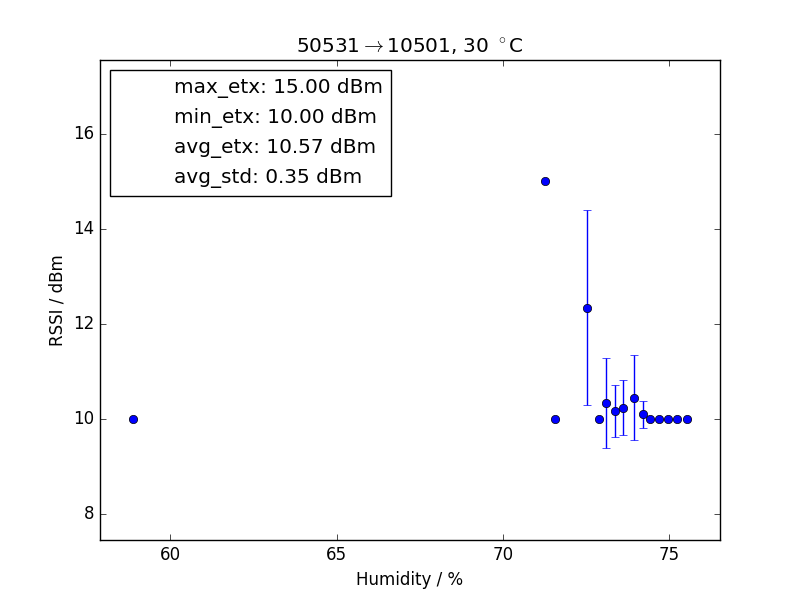 50531→10501, 30 °C
max_etx: 15.00 dBm
min_etx: 10.00 dBm
avg_etx: 10.57 dBm
avg_std: 0.35 dBm
16
14
12
10
8
RSSI / dBm
60 65 70 75
Humidity / %